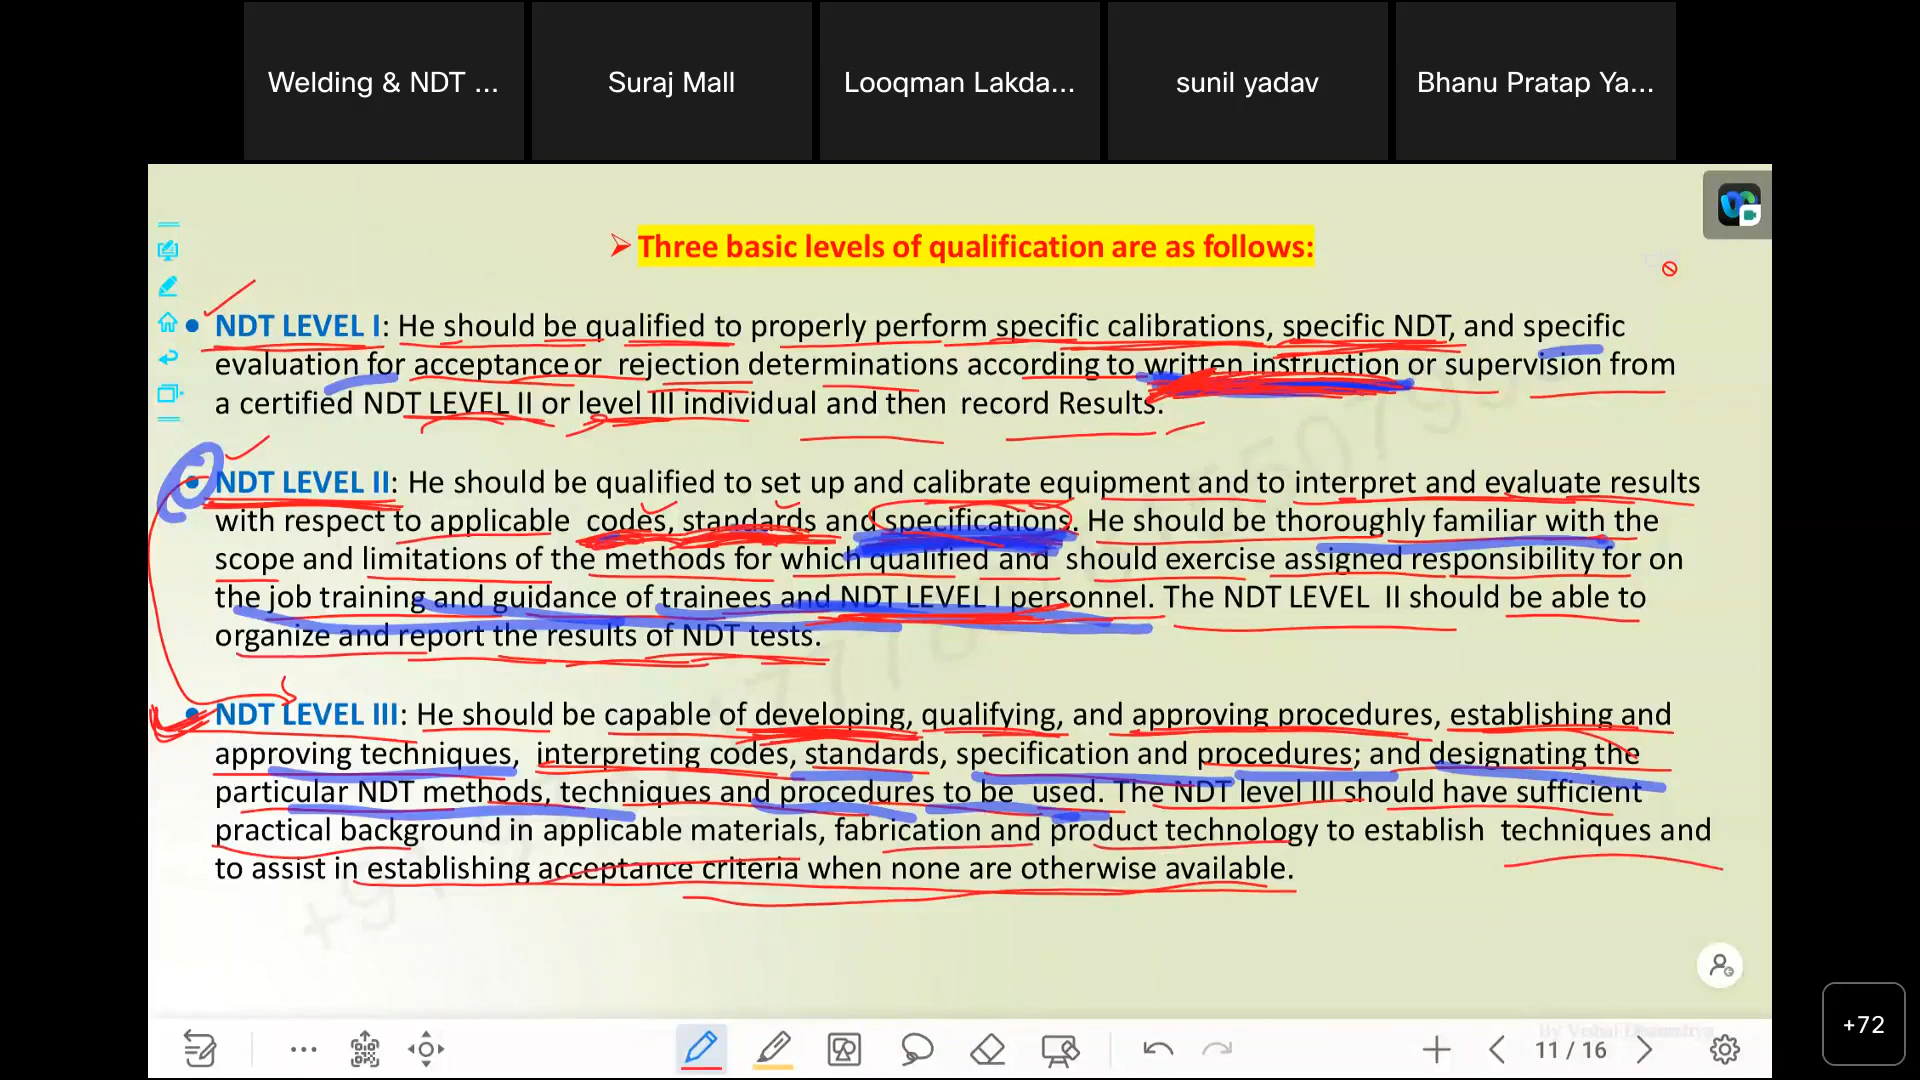 Welding & NDT ...
Suraj Mall
Looqman Lakda...
sunil yadav
Bhanu Pratap Ya...
Three basic levels of qualification are as follows:
NDT LEVEL I: He should be qualified to properly perform specific calibrations, specific NDT, and specific
evaluation for acceptance or rejection determinations according to written instruction or supervision from
a certified NDT LEVEL II or level III individual and then record Results.
NDT LEVEL II: He should be qualified to set up and calibrate equipment and to interpret and evaluate results
with respect to applicable codes, standards and specifications. He should be thoroughly familiar with the
scope and limitations of the methods for which qualified and should exercise assigned responsibility for on
the job training and guidance of trainees and NDT LEVEL I personnel. The NDT LEVEL II should be able to
organize and report the results of NDT tests.
NDT LEVEL III: He should be capable of developing, qualifying, and approving procedures, establishing and
approving techniques, interpreting codes, standards, specification and procedures; and designating the
particular NDT methods, techniques and procedures to be used. The NDT level III should have sufficient
practical background in applicable materials, fabrication and product technology to establish techniques and
to assist in establishing acceptance criteria when none are otherwise available.
11 / 16
+72